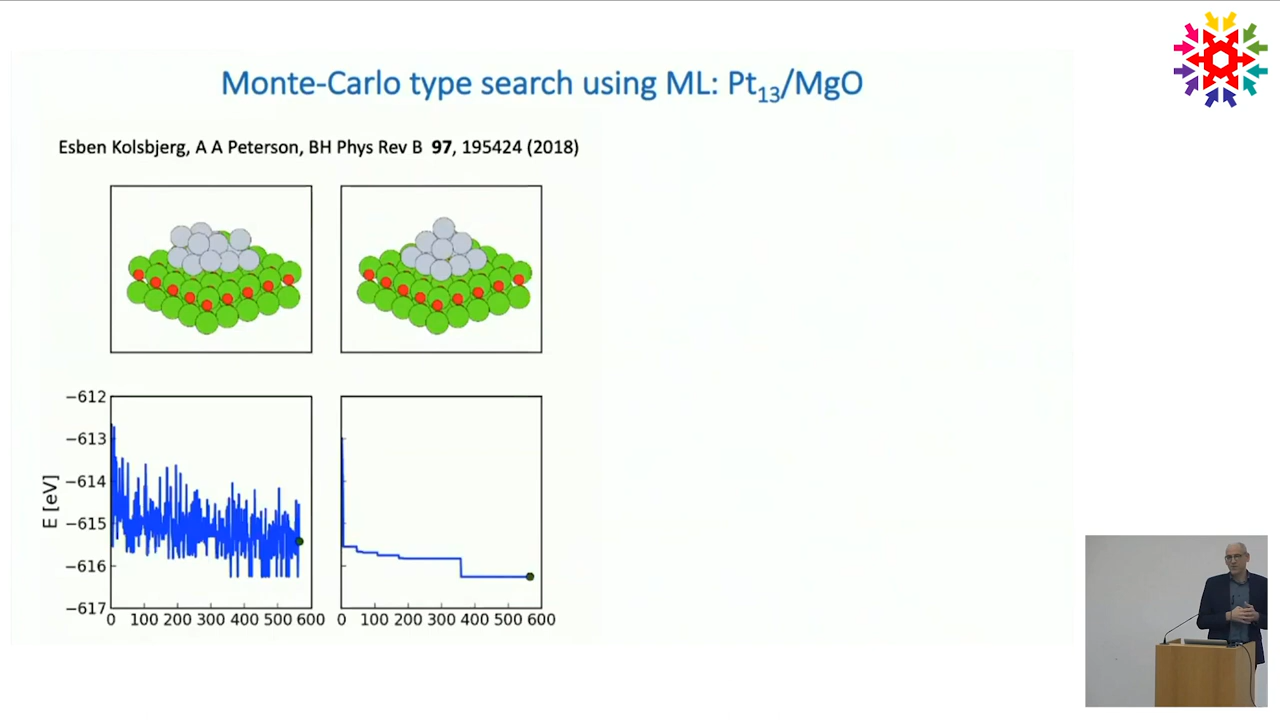 Monte-Carlo type search using ML: Pt13/MgO
Esben Kolsbjerg, A A Peterson, BH Phys Rev B 97, 195424 (2018)
−612
−613
−614
−615
−616
−617
E [eV]
0 100 200 300 400 500 600
0 100 200 300 400 500 600